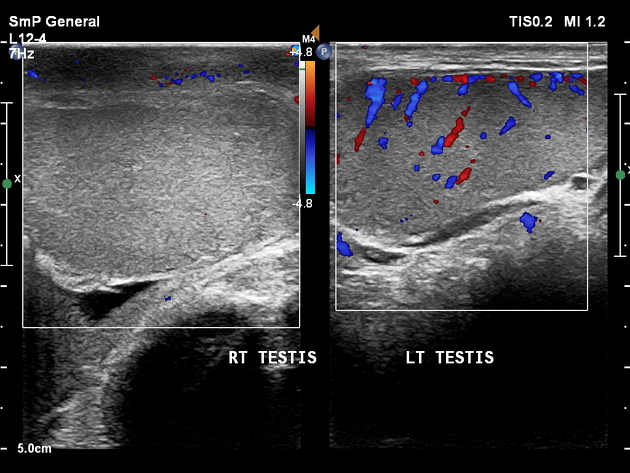 SmP General
L12-4
7Hz
TIS0.2 MI 1.2
M4
+4.8
P
-4.8
x
x
RT TESTIS
LT TESTIS
5.0cm